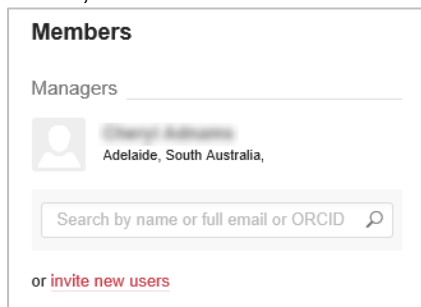 Members
Managers
Adelaide, South Australia,
Search by name or full email or ORCID
or invite new users